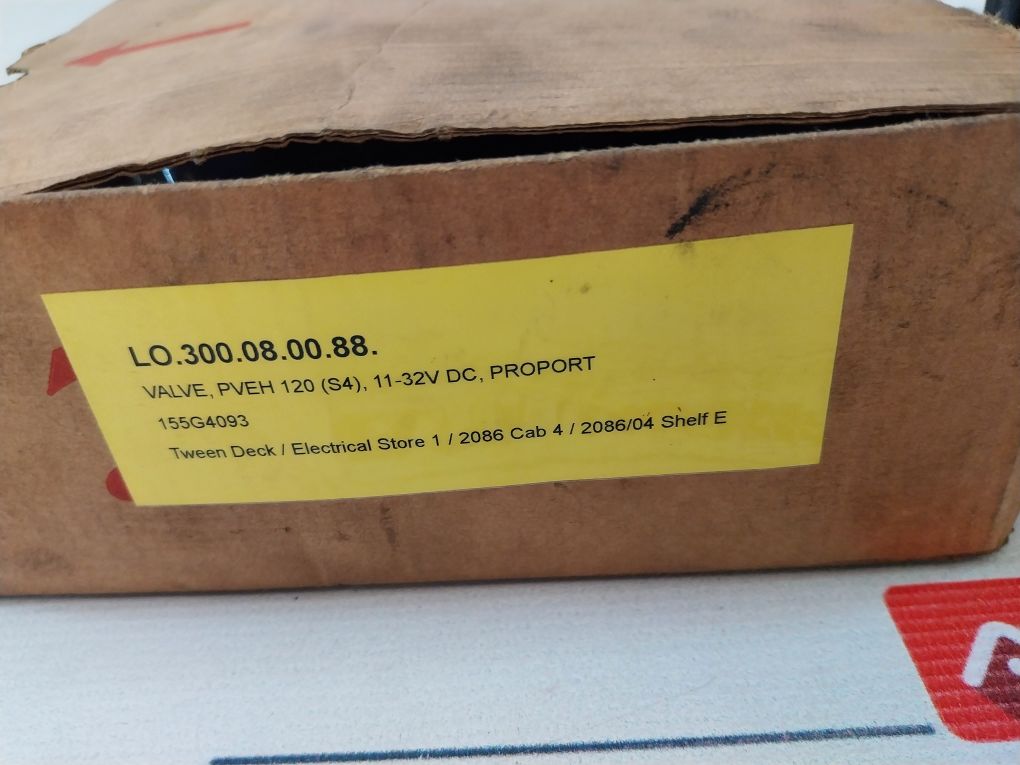 LO.300.08.00.88.
VALVE, PVEH 120 (S4), 11-32V DC, PROPORT
155G4093
Tween Deck / Electrical Store 1 / 2086 Cab 4 / 2086/04 Shelf E